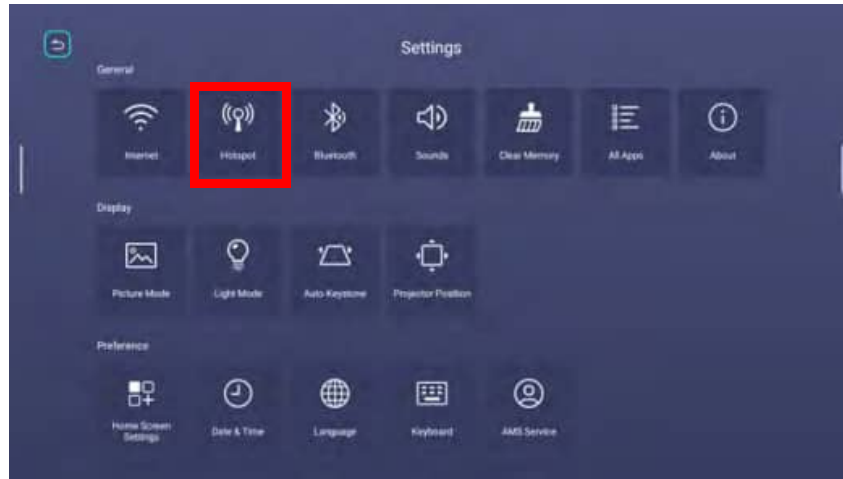 Settings
General
Internet Hotspot Bluetooth Sounds Clear Memory All Apps About
Display
Picture Mode Light Mode Auto Keystone Projector Position
Preference
Home Screen
Settings Date & Time Language Keyboard AMS Service